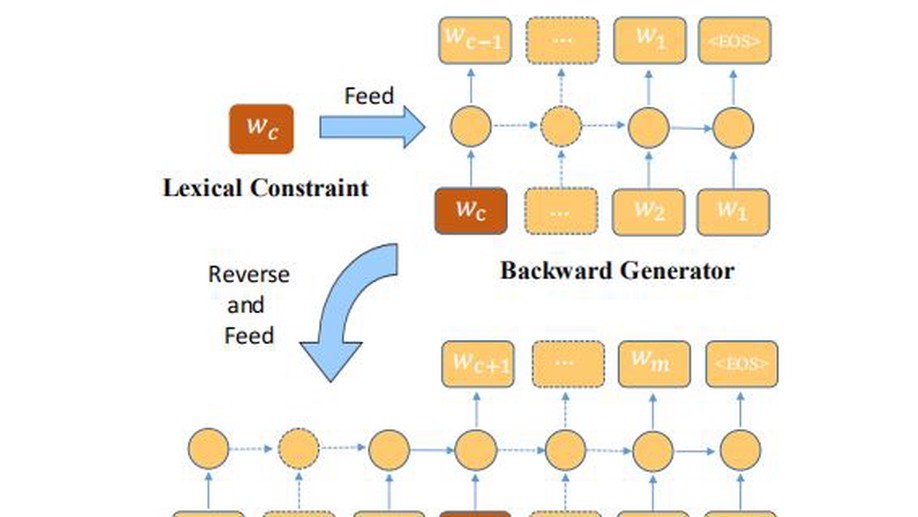 w_{c-1} ... w_1 <EOS>
Feed
w_c
Lexical Constraint
w_c ... w_2 w_1
Backward Generator
Reverse
and
Feed
w_{c+1} ... w_m <EOS>